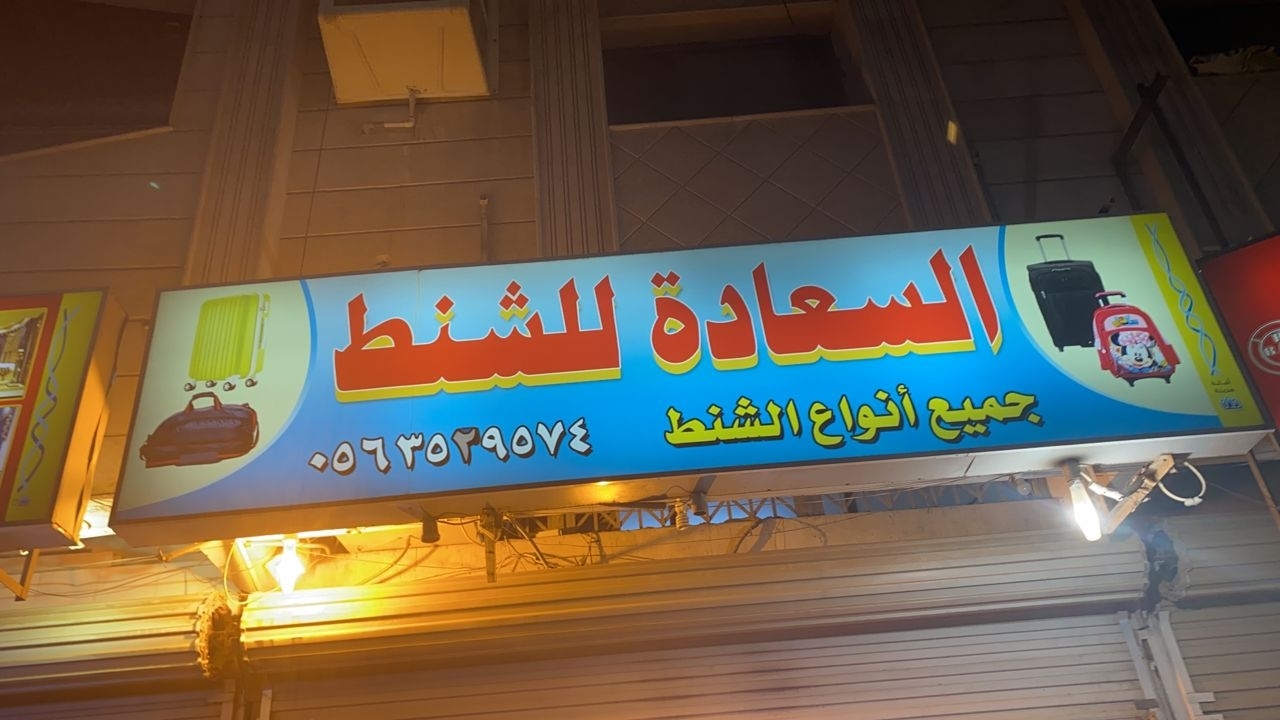 السعادة للشنط
جميع أنواع الشنط
٠٥٦٣٥٢٩٥٧٤